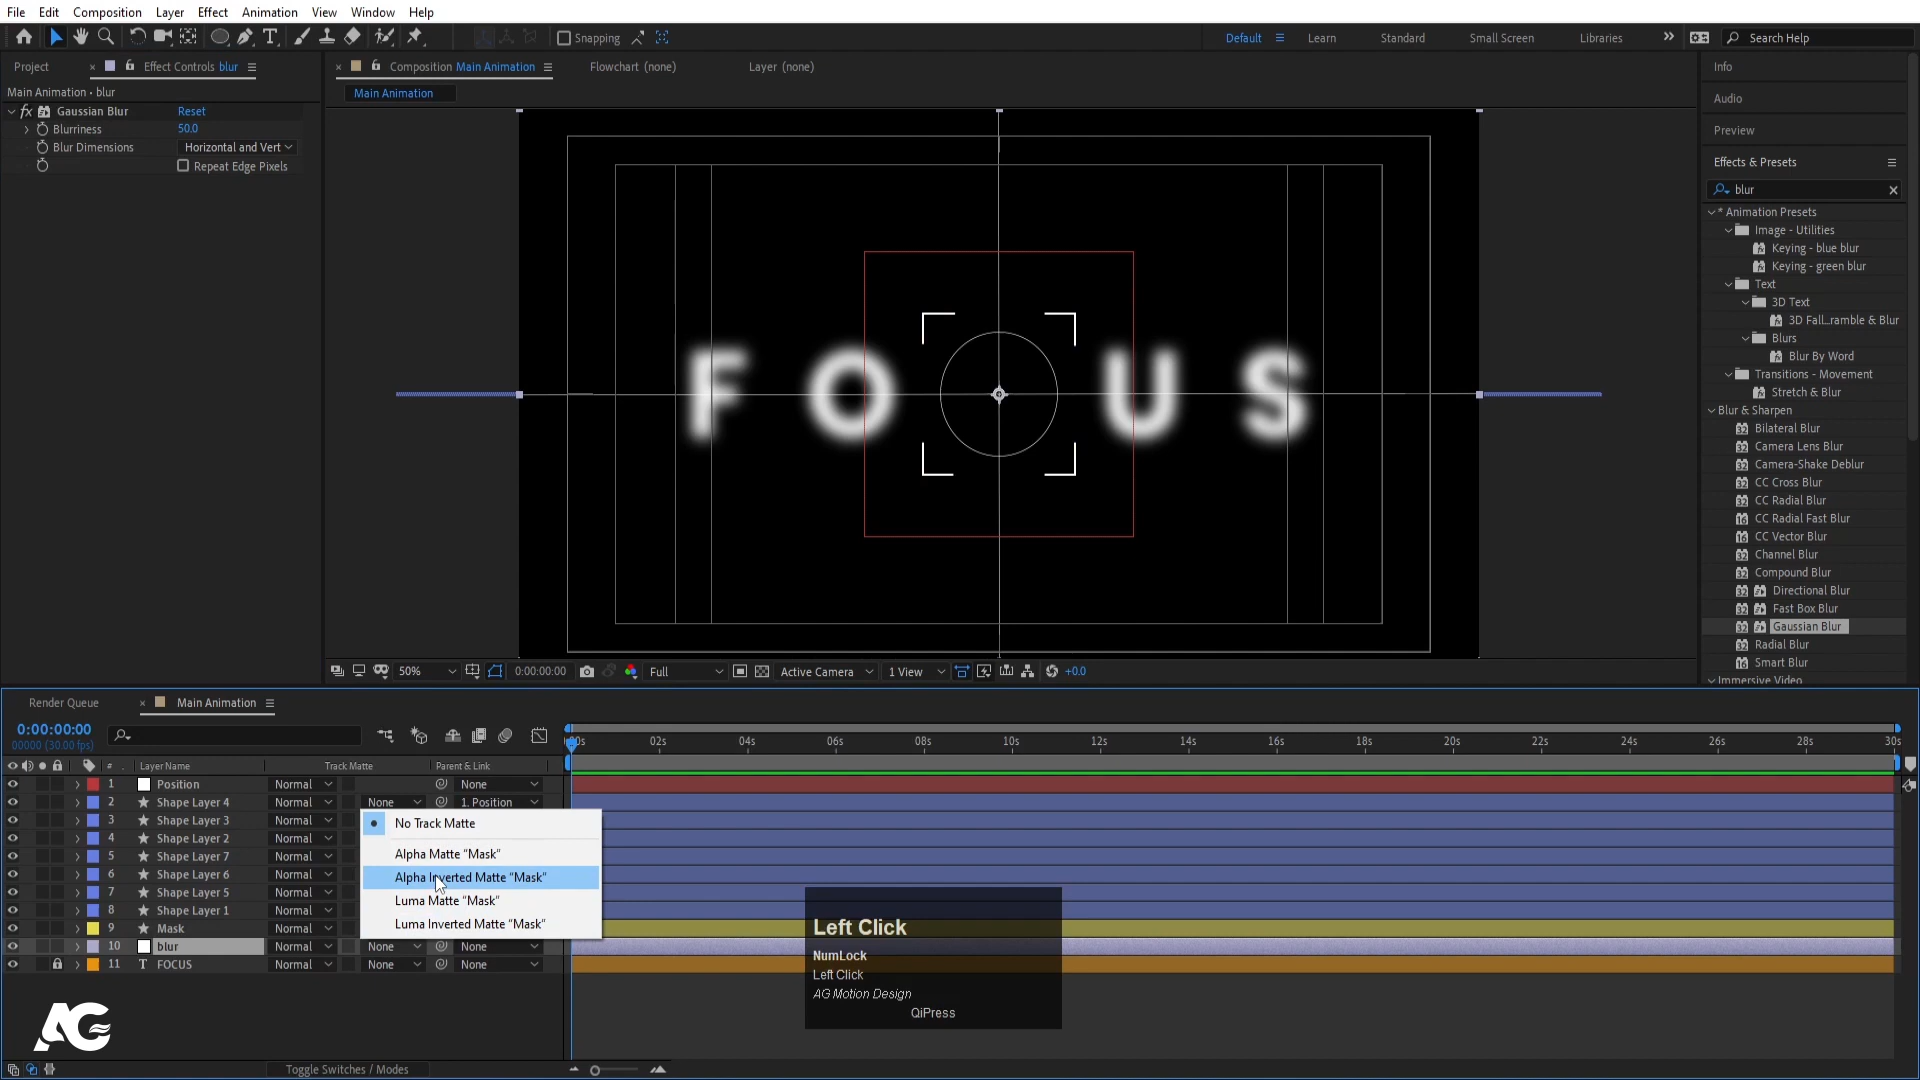 File Edit Composition Layer Effect Animation View Window Help
Snapping Default Learn Standard Small Screen Libraries Search Help
Project Effect Controls blur
Composition Main Animation Flowchart (none) Layer (none)
Info
Main Animation • blur
Main Animation
Audio
fx Gaussian Blur Reset
Blurriness 50.0
Blur Dimensions Horizontal and Vert
Repeat Edge Pixels
Preview
Effects & Presets
blur
* Animation Presets
Image - Utilities
Keying - blue blur
Keying - green blur
Text
3D Text
3D Fall...ramble & Blur
Blurs
Blur By Word
Transitions - Movement
Stretch & Blur
Blur & Sharpen
Bilateral Blur
Camera Lens Blur
Camera-Shake Deblur
CC Cross Blur
CC Radial Blur
CC Radial Fast Blur
CC Vector Blur
Channel Blur
Compound Blur
Directional Blur
Fast Box Blur
Gaussian Blur
Radial Blur
Smart Blur
Immersive Video
F O U S
50% 0:00:00:00 Full Active Camera 1 View +0.0
Render Queue Main Animation
0:00:00:00
00000 (30.00 fps)
00s 02s 04s 06s 08s 10s 12s 14s 16s 18s 20s 22s 24s 26s 28s 30s
# Layer Name Track Matte Parent & Link
1 Position Normal None
2 Shape Layer 4 Normal None 1. Position
3 Shape Layer 3 Normal
4 Shape Layer 2 Normal
5 Shape Layer 7 Normal
6 Shape Layer 6 Normal
7 Shape Layer 5 Normal
8 Shape Layer 1 Normal
9 Mask Normal
10 blur Normal None None
11 T FOCUS Normal None None
No Track Matte
Alpha Matte "Mask"
Alpha Inverted Matte "Mask"
Luma Matte "Mask"
Luma Inverted Matte "Mask"
Left Click
NumLock
Left Click
AG Motion Design
QiPress
AG
Toggle Switches / Modes